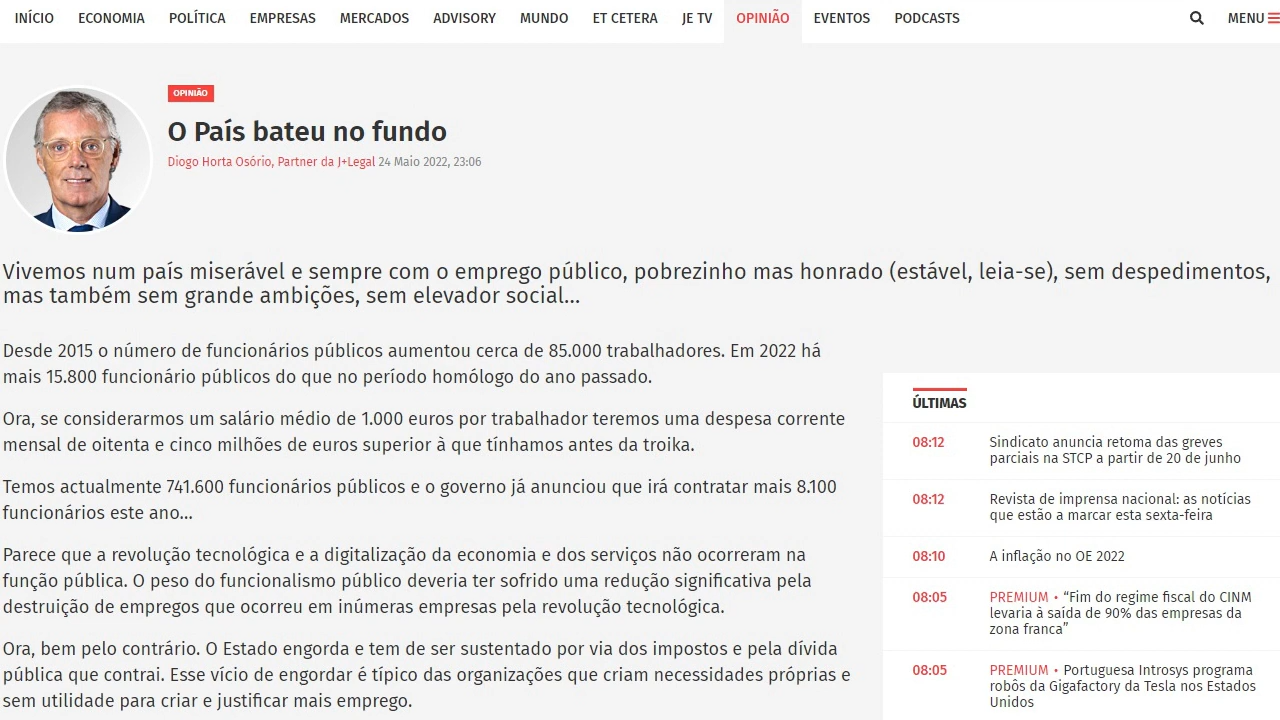 INÍCIO ECONOMIA POLÍTICA EMPRESAS MERCADOS ADVISORY MUNDO ET CETERA JE TV OPINIÃO EVENTOS PODCASTS MENU
OPINIÃO
O País bateu no fundo
Diogo Horta Osório, Partner da J+Legal 24 Maio 2022, 23:06
Vivemos num país miserável e sempre com o emprego público, pobrezinho mas honrado (estável, leia-se), sem despedimentos,
mas também sem grande ambições, sem elevador social...
Desde 2015 o número de funcionários públicos aumentou cerca de 85.000 trabalhadores. Em 2022 há
mais 15.800 funcionário públicos do que no período homólogo do ano passado.
Ora, se considerarmos um salário médio de 1.000 euros por trabalhador teremos uma despesa corrente
mensal de oitenta e cinco milhões de euros superior à que tínhamos antes da troika.
Temos actualmente 741.600 funcionários públicos e o governo já anunciou que irá contratar mais 8.100
funcionários este ano...
Parece que a revolução tecnológica e a digitalização da economia e dos serviços não ocorreram na
função pública. O peso do funcionalismo público deveria ter sofrido uma redução significativa pela
destruição de empregos que ocorreu em inúmeras empresas pela revolução tecnológica.
Ora, bem pelo contrário. O Estado engorda e tem de ser sustentado por via dos impostos e pela dívida
pública que contrai. Esse vício de engordar é típico das organizações que criam necessidades próprias e
sem utilidade para criar e justificar mais emprego.
ÚLTIMAS
08:12 Sindicato anuncia retoma das greves
parciais na STCP a partir de 20 de junho
08:12 Revista de imprensa nacional: as notícias
que estão a marcar esta sexta-feira
08:10 A inflação no OE 2022
08:05 PREMIUM • “Fim do regime fiscal do CINM
levaria à saída de 90% das empresas da
zona franca”
08:05 PREMIUM • Portuguesa Introsys programa
robôs da Gigafactory da Tesla nos Estados
Unidos